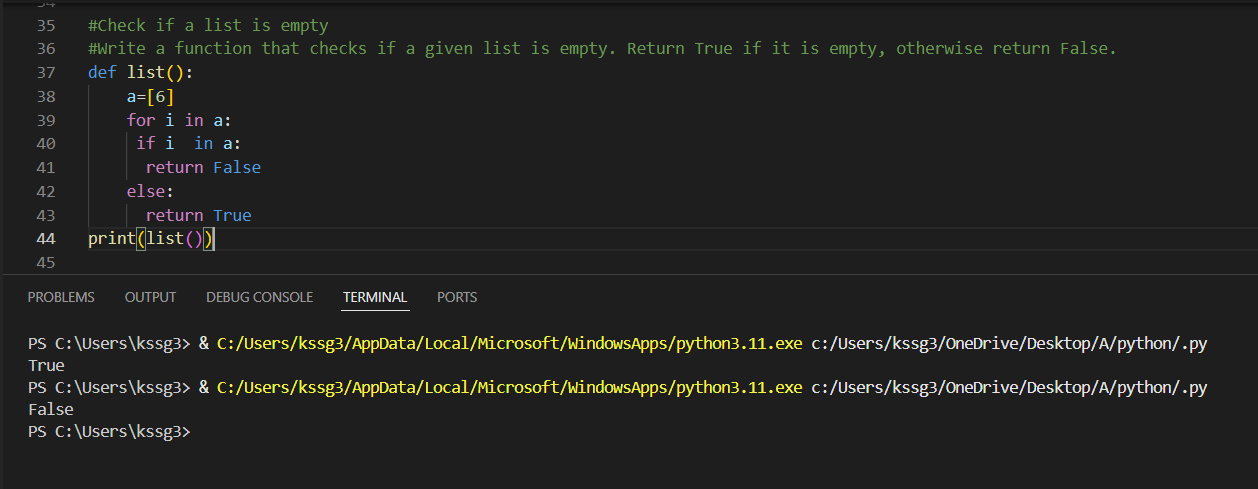 34
35 #Check if a list is empty
36 #Write a function that checks if a given list is empty. Return True if it is empty, otherwise return False.
37 def list():
38     a=[6]
39     for i in a:
40      if i  in a:
41       return False
42     else:
43       return True
44 print(list())
45
PROBLEMS OUTPUT DEBUG CONSOLE TERMINAL PORTS
PS C:\Users\kssg3> & C:/Users/kssg3/AppData/Local/Microsoft/WindowsApps/python3.11.exe c:/Users/kssg3/OneDrive/Desktop/A/python/.py
True
PS C:\Users\kssg3> & C:/Users/kssg3/AppData/Local/Microsoft/WindowsApps/python3.11.exe c:/Users/kssg3/OneDrive/Desktop/A/python/.py
False
PS C:\Users\kssg3>